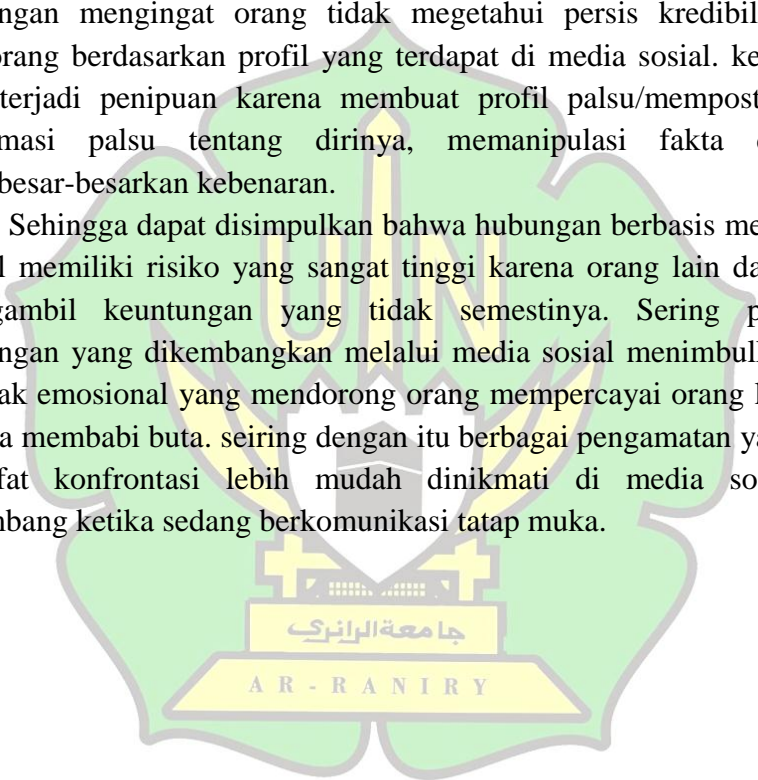 ngan mengingat orang tidak megetahui persis kredibil
orang berdasarkan profil yang terdapat di media sosial. ke
terjadi penipuan karena membuat profil palsu/mempost
masi palsu tentang dirinya, memanipulasi fakta
besar-besarkan kebenaran.
Sehingga dapat disimpulkan bahwa hubungan berbasis me
l memiliki risiko yang sangat tinggi karena orang lain da
gambil keuntungan yang tidak semestinya. Sering p
ngan yang dikembangkan melalui media sosial menimbull
ak emosional yang mendorong orang mempercayai orang l
a membabi buta. seiring dengan itu berbagai pengamatan ya
fat konfrontasi lebih mudah dinikmati di media so
mbang ketika sedang berkomunikasi tatap muka.
UIN
جامعة الرانري
AR-RANIRY